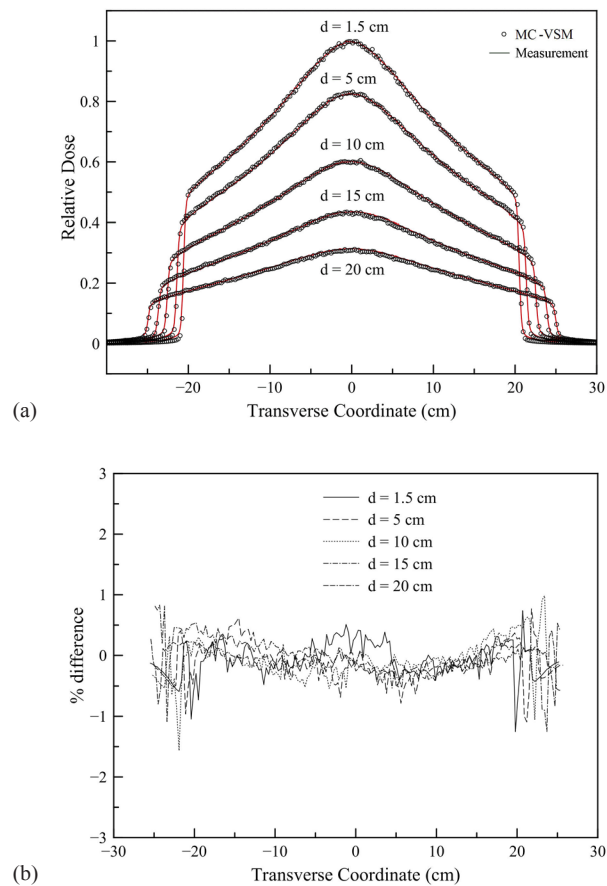 d = 1.5 cm
MC-VSM
Measurement
d = 5 cm
d = 10 cm
d = 15 cm
d = 20 cm
Relative Dose
1
0.8
0.6
0.4
0.2
0
−20
−10
0
10
20
30
Transverse Coordinate (cm)
(a)
3
2
1
0
−1
−2
−3
% difference
d = 1.5 cm
d = 5 cm
d = 10 cm
d = 15 cm
d = 20 cm
−30
−20
−10
0
10
20
30
Transverse Coordinate (cm)
(b)